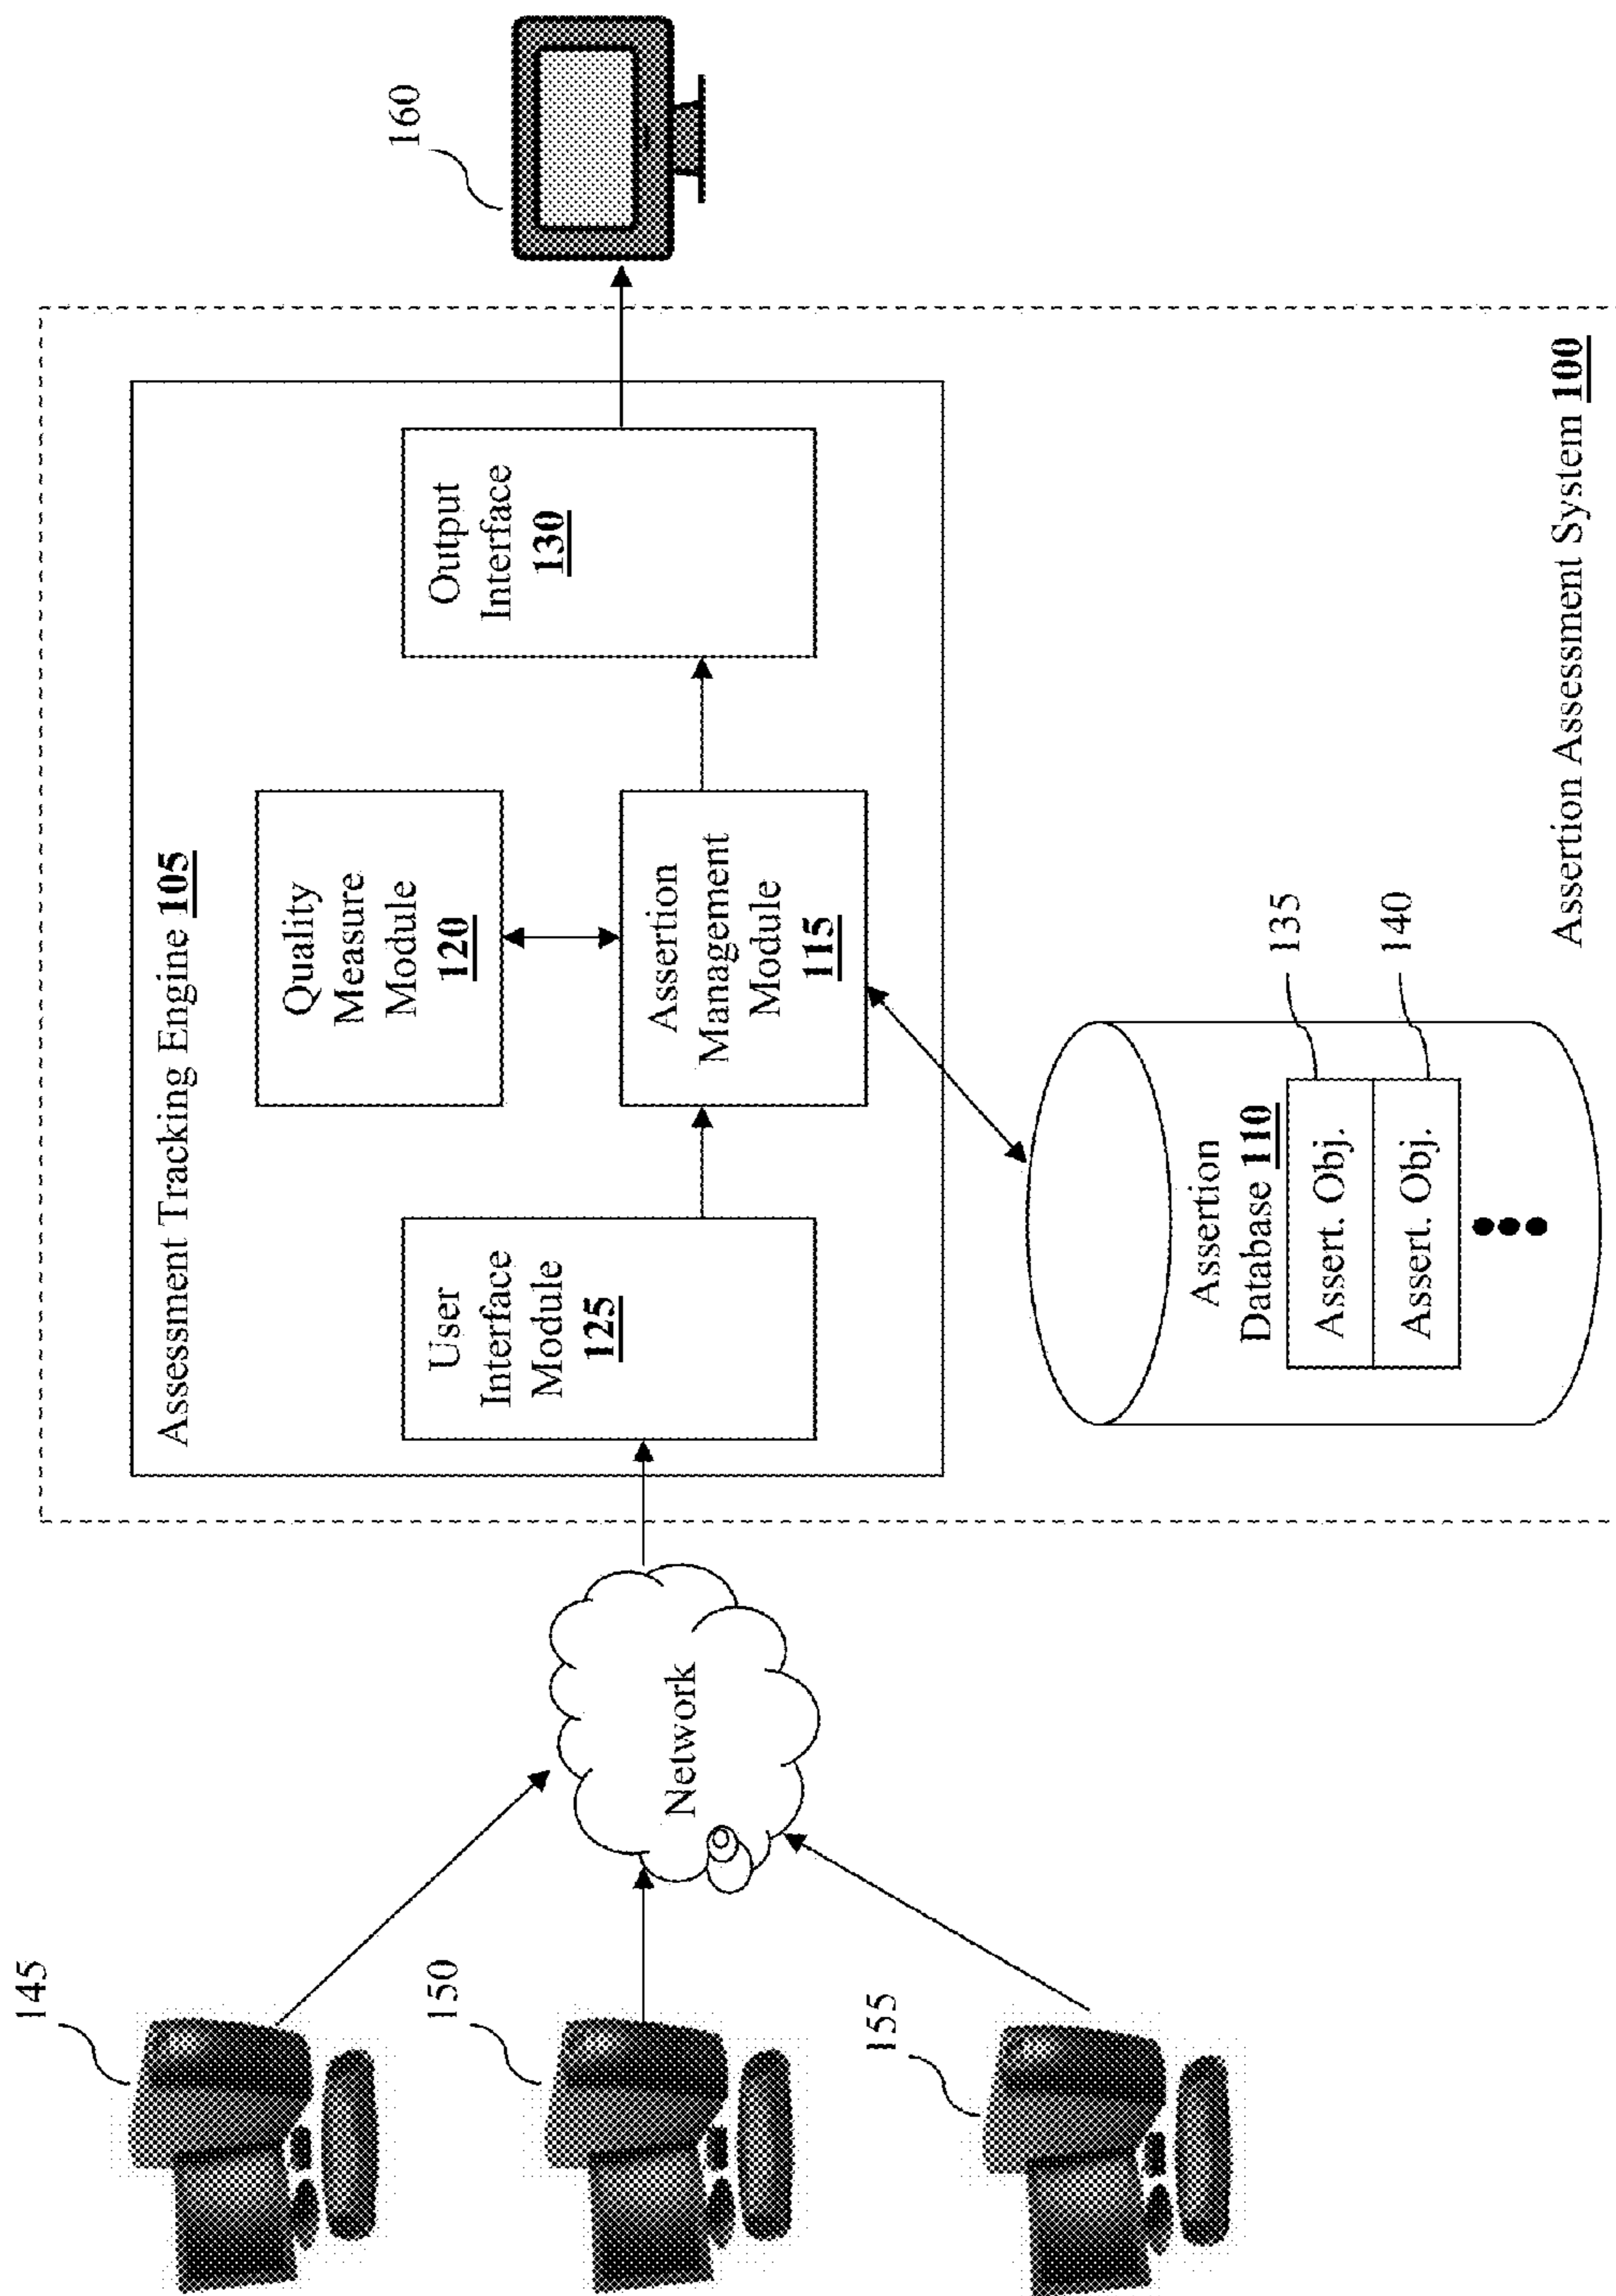 145
150
155
Network
Assessment Tracking Engine 105
User
Interface
Module
125
Quality
Measure
Module
120
Assertion
Management
Module
115
Output
Interface
130
160
Assertion
Database 110
Assert. Obj.
Assert. Obj.
135
140
Assertion Assessment System 100